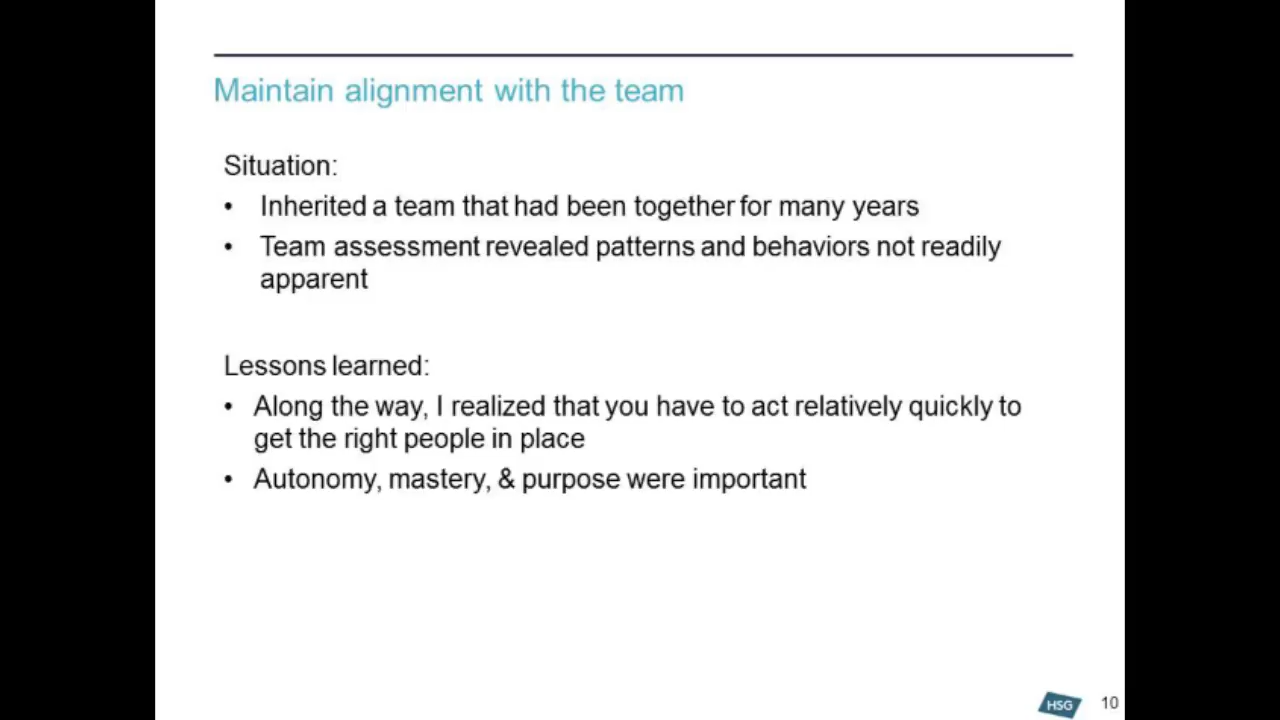 Maintain alignment with the team
Situation:
• Inherited a team that had been together for many years
• Team assessment revealed patterns and behaviors not readily
apparent
Lessons learned:
• Along the way, I realized that you have to act relatively quickly to
get the right people in place
• Autonomy, mastery, & purpose were important
HSG 10